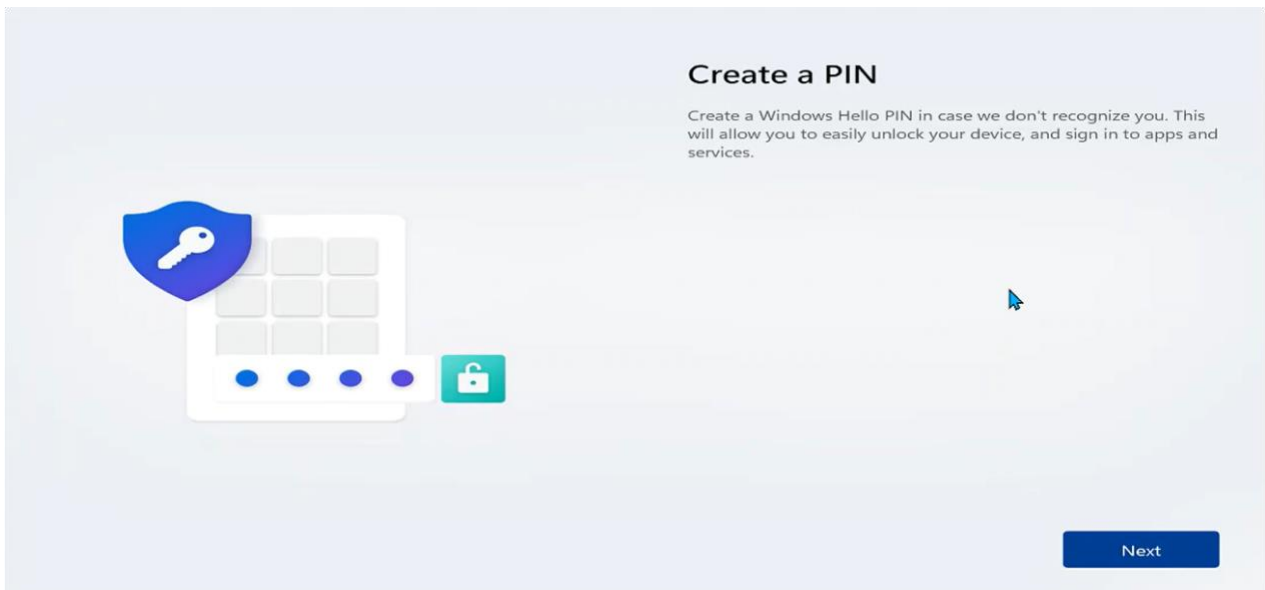 Create a PIN
Create a Windows Hello PIN in case we don't recognize you. This
will allow you to easily unlock your device, and sign in to apps and
services.
Next